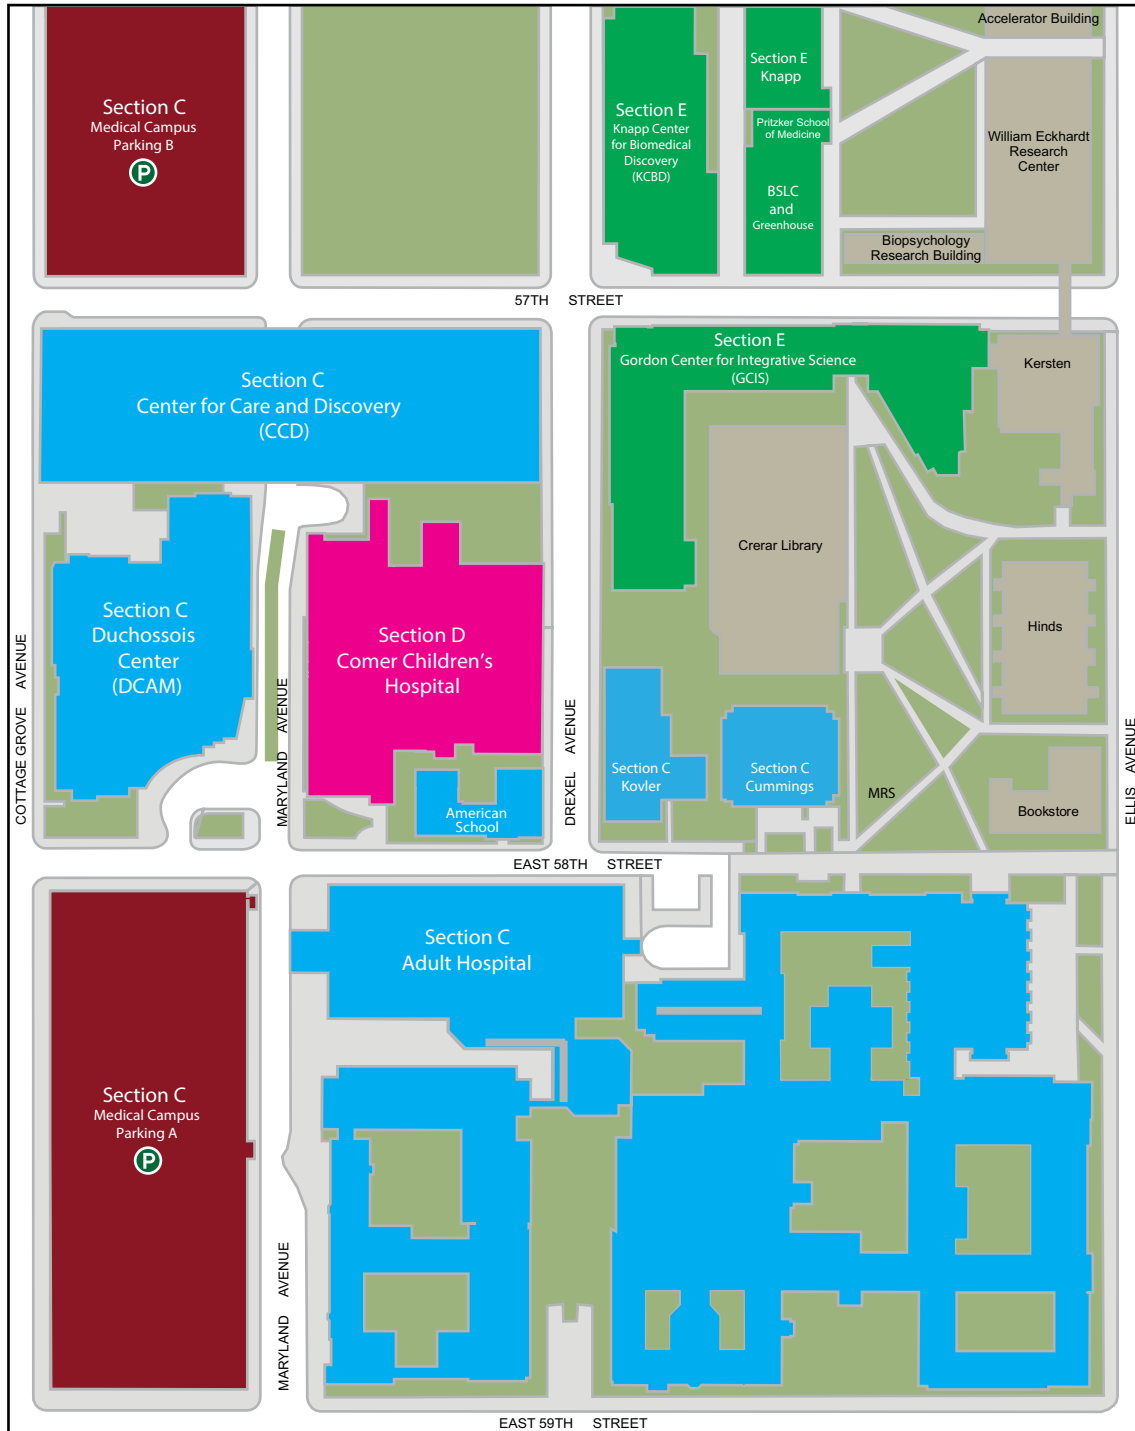 Accelerator Building
Section C
Medical Campus
Parking B
P
Section E
Knapp Center
for Biomedical
Discovery
(KCBD)
Section E
Knapp
Pritzker School
of Medicine
BSLC
and
Greenhouse
William Eckhardt
Research
Center
Biopsychology
Research Building
57TH STREET
Section C
Center for Care and Discovery
(CCD)
Section E
Gordon Center for Integrative Science
(GCIS)
Kersten
Crerar Library
Section C
Duchossois
Center
(DCAM)
Section D
Comer Children's
Hospital
Hinds
COTTAGE GROVE AVENUE
MARYLAND AVENUE
DREXEL AVENUE
ELLIS AVENUE
Section C
Kovler
Section C
Cummings
MRS
Bookstore
American
School
EAST 58TH STREET
Section C
Adult Hospital
Section C
Medical Campus
Parking A
P
MARYLAND AVENUE
EAST 59TH STREET